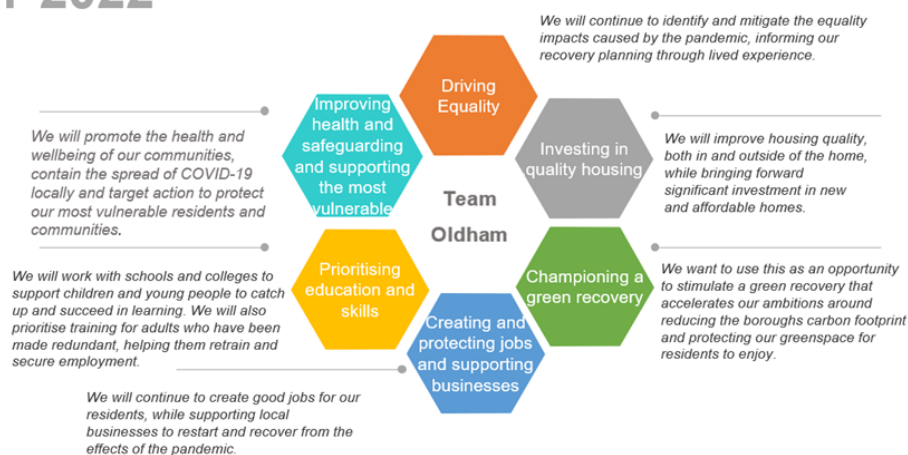 2022
We will continue to identify and mitigate the equality
impacts caused by the pandemic, informing our
recovery planning through lived experience.
Driving
Equality
Improving
health and
safeguarding
and supporting
the most
vulnerable
We will promote the health and
wellbeing of our communities,
contain the spread of COVID-19
locally and target action to protect
our most vulnerable residents and
communities.
Investing in
quality housing
We will improve housing quality,
both in and outside of the home,
while bringing forward
significant investment in new
and affordable homes.
Team
Oldham
Prioritising
education and
skills
We will work with schools and colleges to
support children and young people to catch
up and succeed in learning. We will also
prioritise training for adults who have been
made redundant, helping them retrain and
secure employment.
Championing a
green recovery
We want to use this as an opportunity
to stimulate a green recovery that
accelerates our ambitions around
reducing the boroughs carbon footprint
and protecting our greenspace for
residents to enjoy.
Creating and
protecting jobs
and supporting
businesses
We will continue to create good jobs for our
residents, while supporting local
businesses to restart and recover from the
effects of the pandemic.